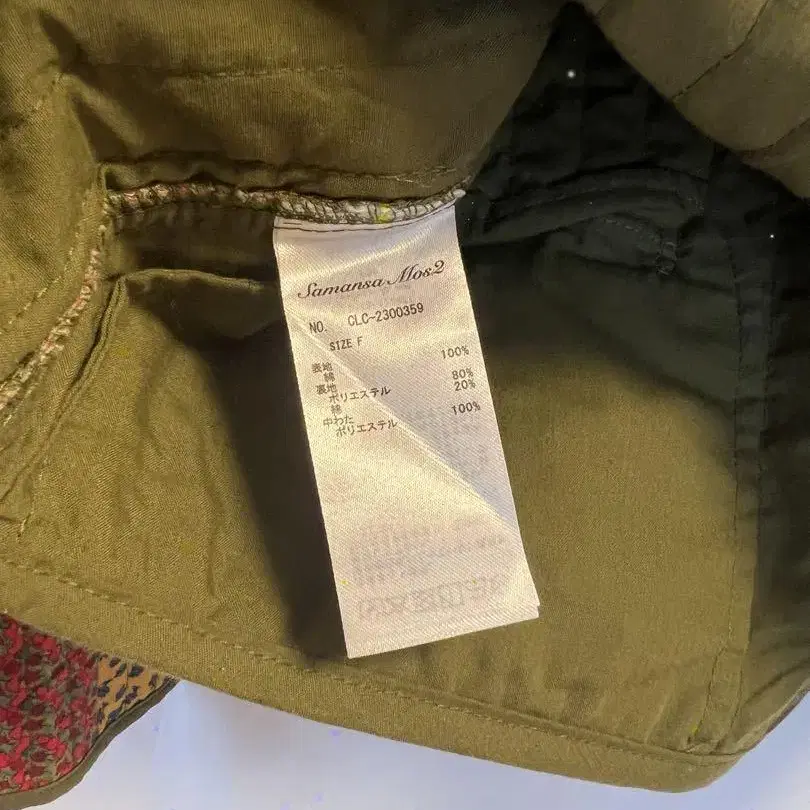 Samansa Mos2
NO. CLC-2300359
SIZE F
表地
綿 100%
裏地
ポリエステル 80%
綿 20%
中わた
ポリエステル 100%